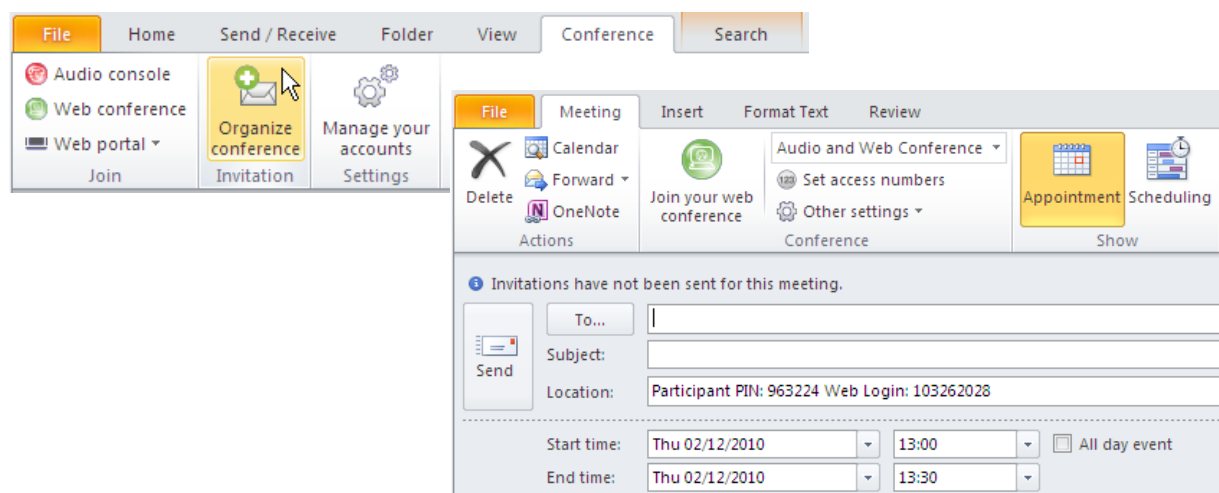 File Home Send / Receive Folder View Conference Search
Audio console
Web conference
Web portal
Organize
conference
Manage your
accounts
Join Invitation Settings
File Meeting Insert Format Text Review
Delete
Calendar
Forward
OneNote
Join your web
conference
Audio and Web Conference
123 Set access numbers
Other settings
Appointment Scheduling
Actions Conference Show
Invitations have not been sent for this meeting.
Send
To...
Subject:
Location: Participant PIN: 963224 Web Login: 103262028
Start time: Thu 02/12/2010 13:00 All day event
End time: Thu 02/12/2010 13:30